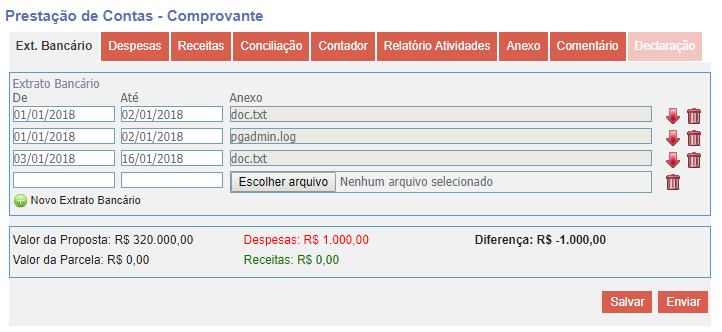 Prestação de Contas - Comprovante
Ext. Bancário Despesas Receitas Conciliação Contador Relatório Atividades Anexo Comentário Declaração
Extrato Bancário
De Até Anexo
01/01/2018 02/01/2018 doc.txt
01/01/2018 02/01/2018 pgadmin.log
03/01/2018 16/01/2018 doc.txt
Escolher arquivo Nenhum arquivo selecionado
Novo Extrato Bancário
Valor da Proposta: R$ 320.000,00 Despesas: R$ 1.000,00 Diferença: R$ -1.000,00
Valor da Parcela: R$ 0,00 Receitas: R$ 0,00
Salvar Enviar